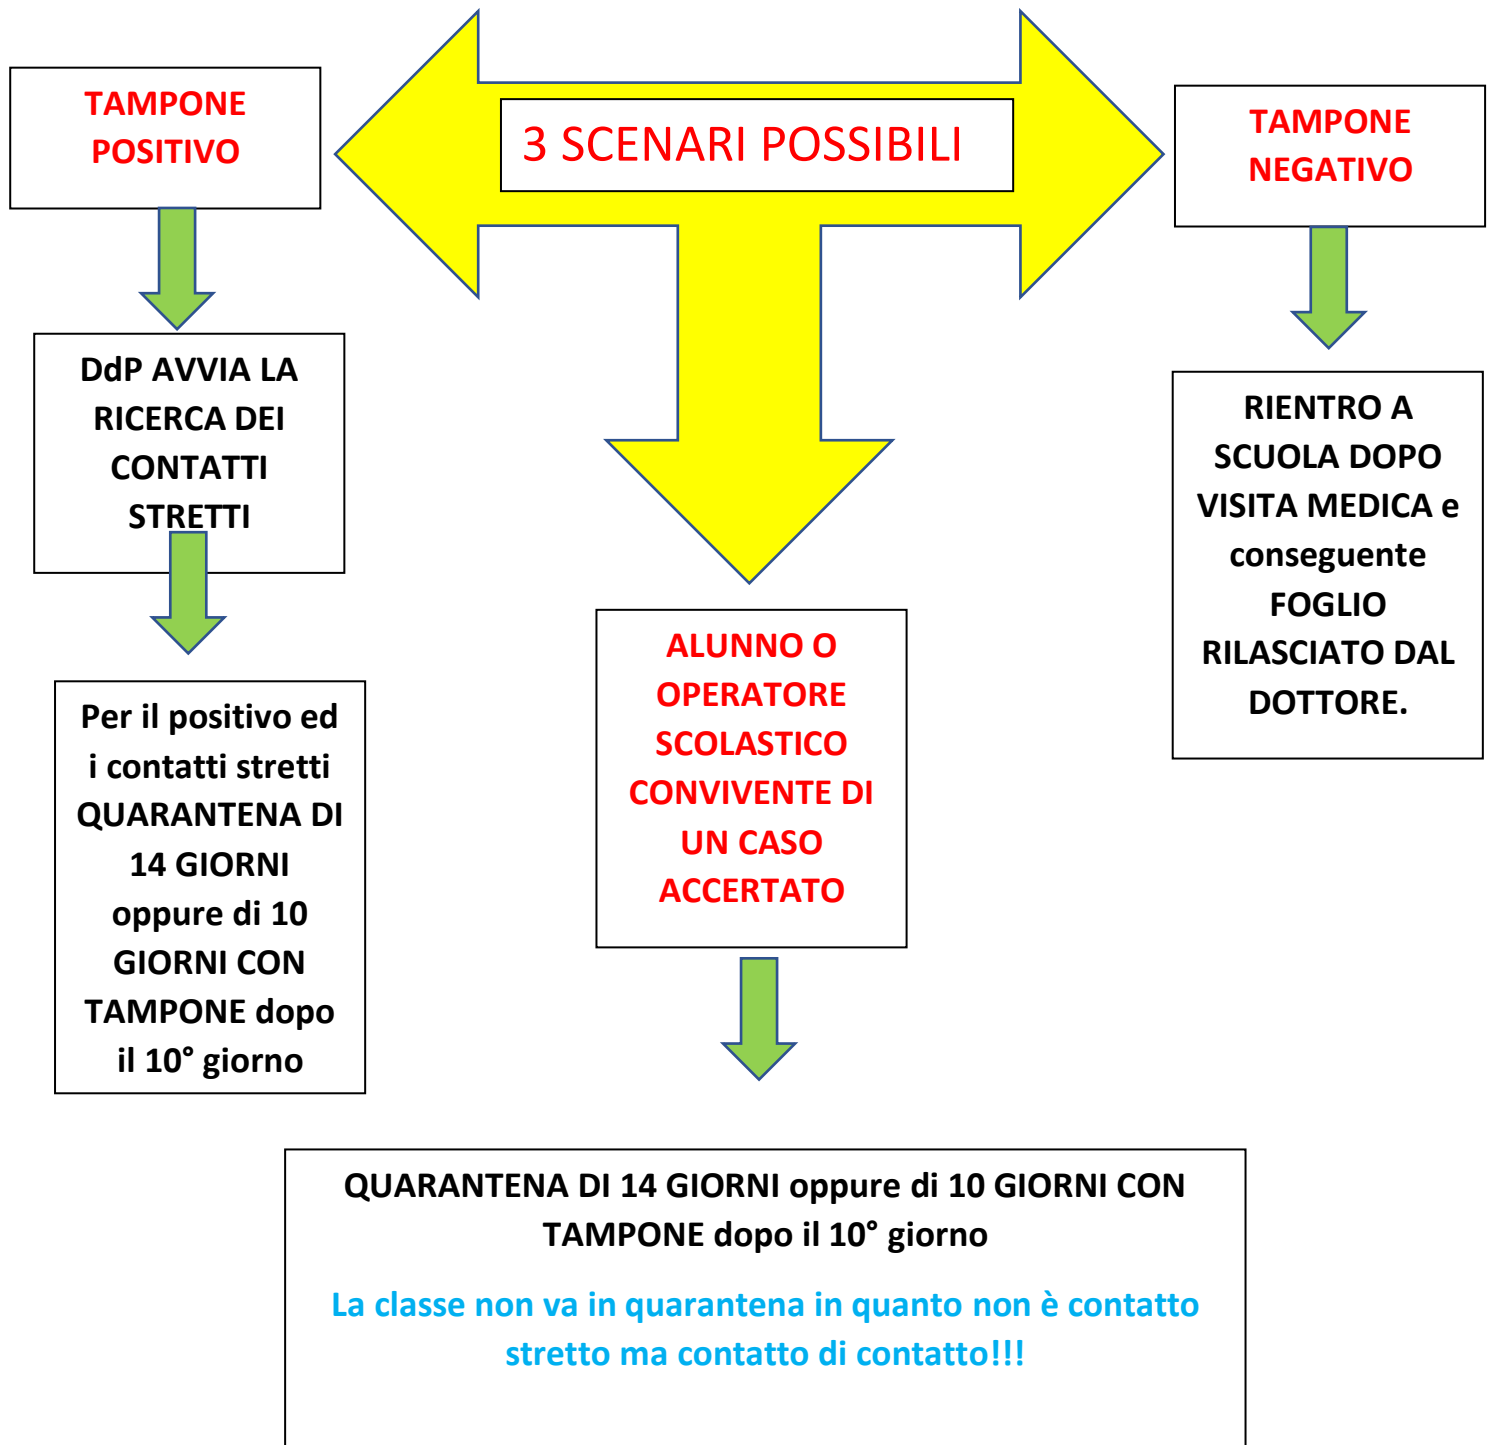 3 SCENARI POSSIBILI
TAMPONE
POSITIVO
DdP AVVIA LA
RICERCA DEI
CONTATTI
STRETTI
Per il positivo ed
i contatti stretti
QUARANTENA DI
14 GIORNI
oppure di 10
GIORNI CON
TAMPONE dopo
il 10° giorno
ALUNNO O
OPERATORE
SCOLASTICO
CONVIVENTE DI
UN CASO
ACCERTATO
QUARANTENA DI 14 GIORNI oppure di 10 GIORNI CON
TAMPONE dopo il 10° giorno
La classe non va in quarantena in quanto non è contatto
stretto ma contatto di contatto!!!
TAMPONE
NEGATIVO
RIENTRO A
SCUOLA DOPO
VISITA MEDICA e
conseguente
FOGLIO
RILASCIATO DAL
DOTTORE.